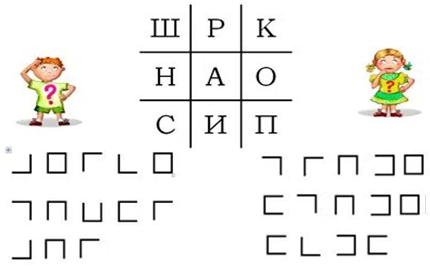 Ш Р К
Н А О
С И П